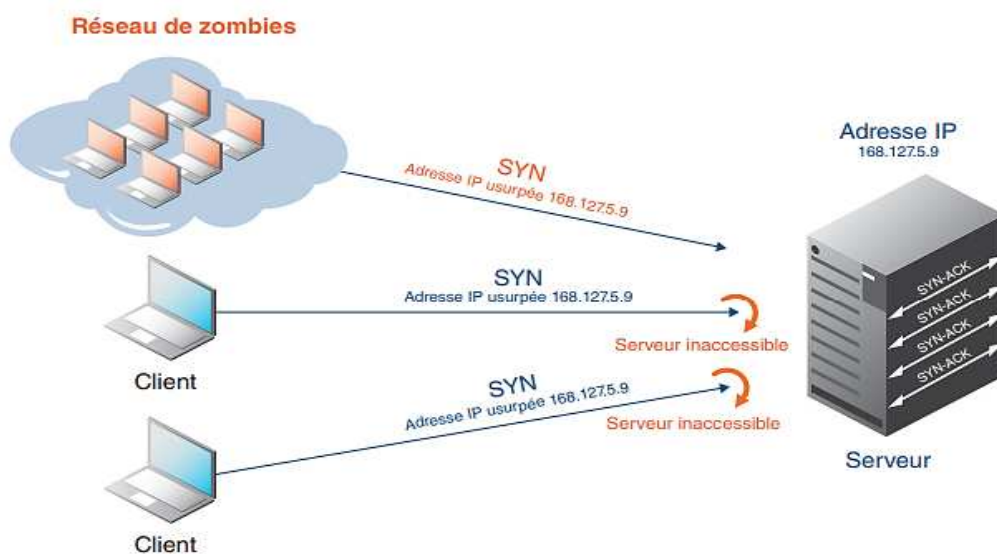 Réseau de zombies
Adresse IP
168.127.5.9
SYN
Adresse IP usurpée 168.127.5.9
SYN
Adresse IP usurpée 168.127.5.9
Serveur inaccessible
Client
SYN
Adresse IP usurpée 168.127.5.9
Serveur inaccessible
Client
SYN-ACK
SYN-ACK
SYN-ACK
SYN-ACK
Serveur